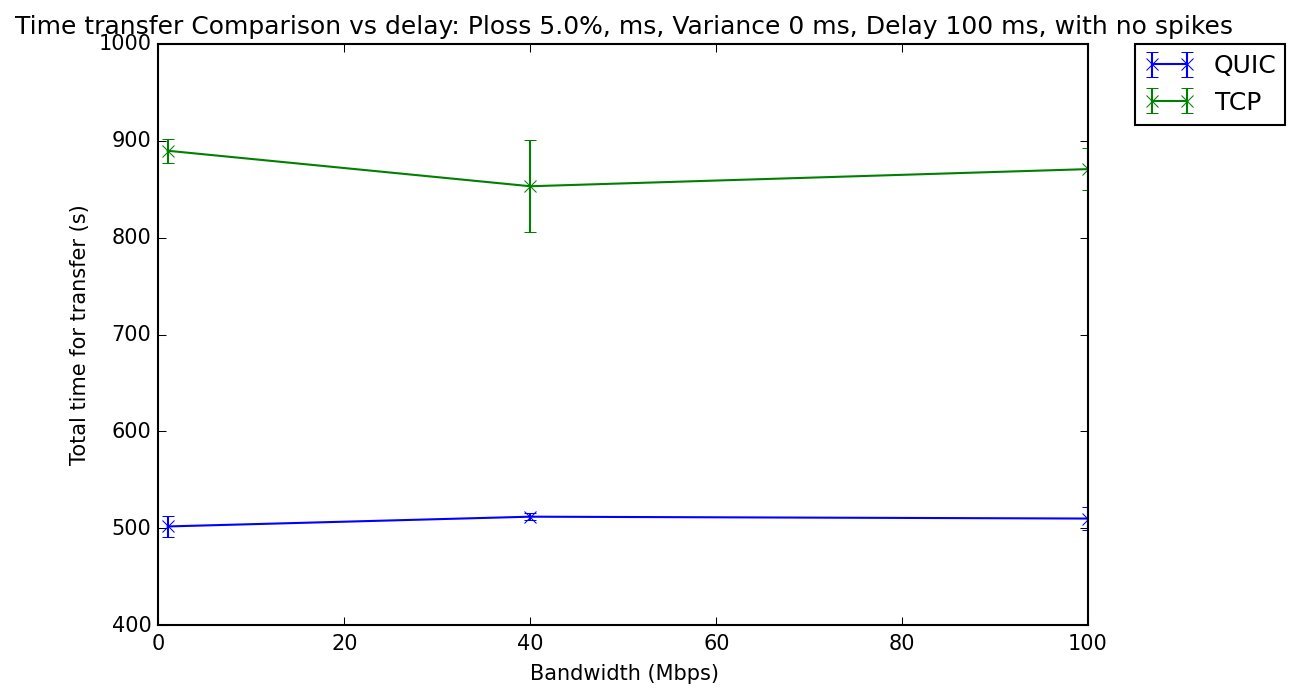 Time transfer Comparison vs delay: Ploss 5.0%, ms, Variance 0 ms, Delay 100 ms, with no spikes
1000
900
800
700
600
500
400
0 20 40 60 80 100
Total time for transfer (s)
Bandwidth (Mbps)
QUIC
TCP